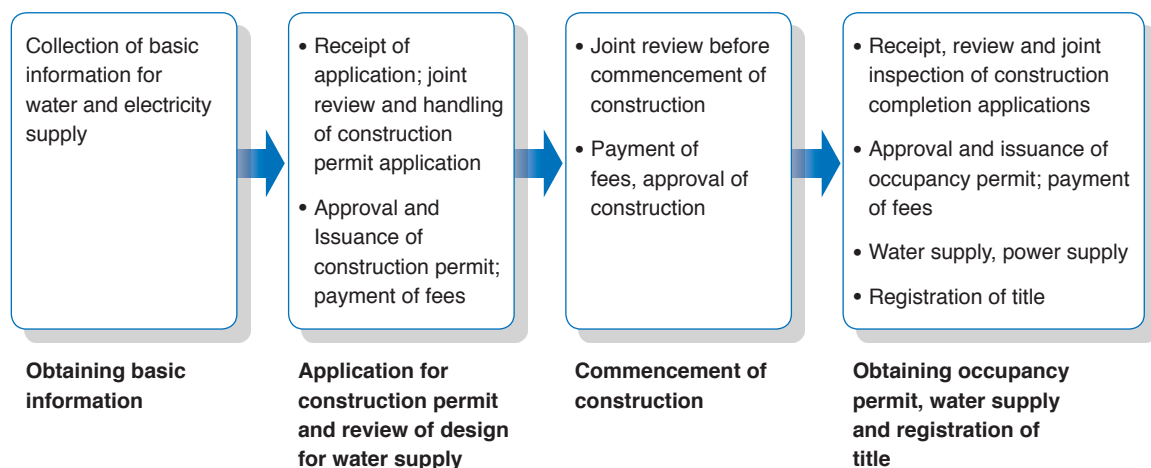 Collection of basic
information for
water and electricity
supply
• Receipt of
application; joint
review and handling
of construction
permit application
• Approval and
Issuance of
construction permit;
payment of fees
• Joint review before
commencement of
construction
• Payment of
fees, approval of
construction
• Receipt, review and joint
inspection of construction
completion applications
• Approval and issuance of
occupancy permit; payment
of fees
• Water supply, power supply
• Registration of title
Obtaining basic
information
Application for
construction permit
and review of design
for water supply
Commencement of
construction
Obtaining occupancy
permit, water supply
and registration of
title